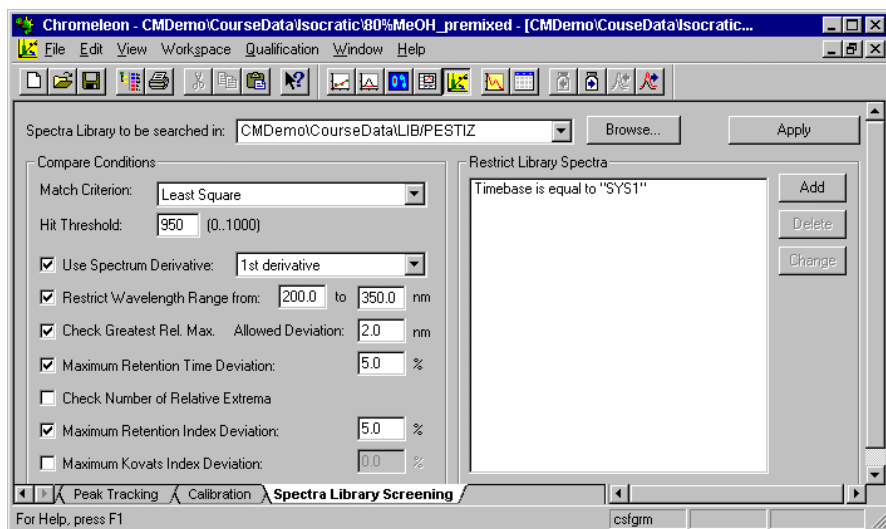 Chromeleon - CMDemo\CourseData\Isocratic\80%MeOH_premixed - [CMDemo\CouseData\Isocratic...
File Edit View Workspace Qualification Window Help
Spectra Library to be searched in: CMDemo\CourseData\LIB/PESTIZ Browse... Apply
Compare Conditions
Match Criterion: Least Square
Hit Threshold: 950 (0..1000)
Use Spectrum Derivative: 1st derivative
Restrict Wavelength Range from: 200.0 to 350.0 nm
Check Greatest Rel. Max. Allowed Deviation: 2.0 nm
Maximum Retention Time Deviation: 5.0 %
Check Number of Relative Extrema
Maximum Retention Index Deviation: 5.0 %
Maximum Kovats Index Deviation: 0.0 %
Restrict Library Spectra
Timebase is equal to "SYS1"
Add
Delete
Change
Peak Tracking Calibration Spectra Library Screening
For Help, press F1 csfgrm